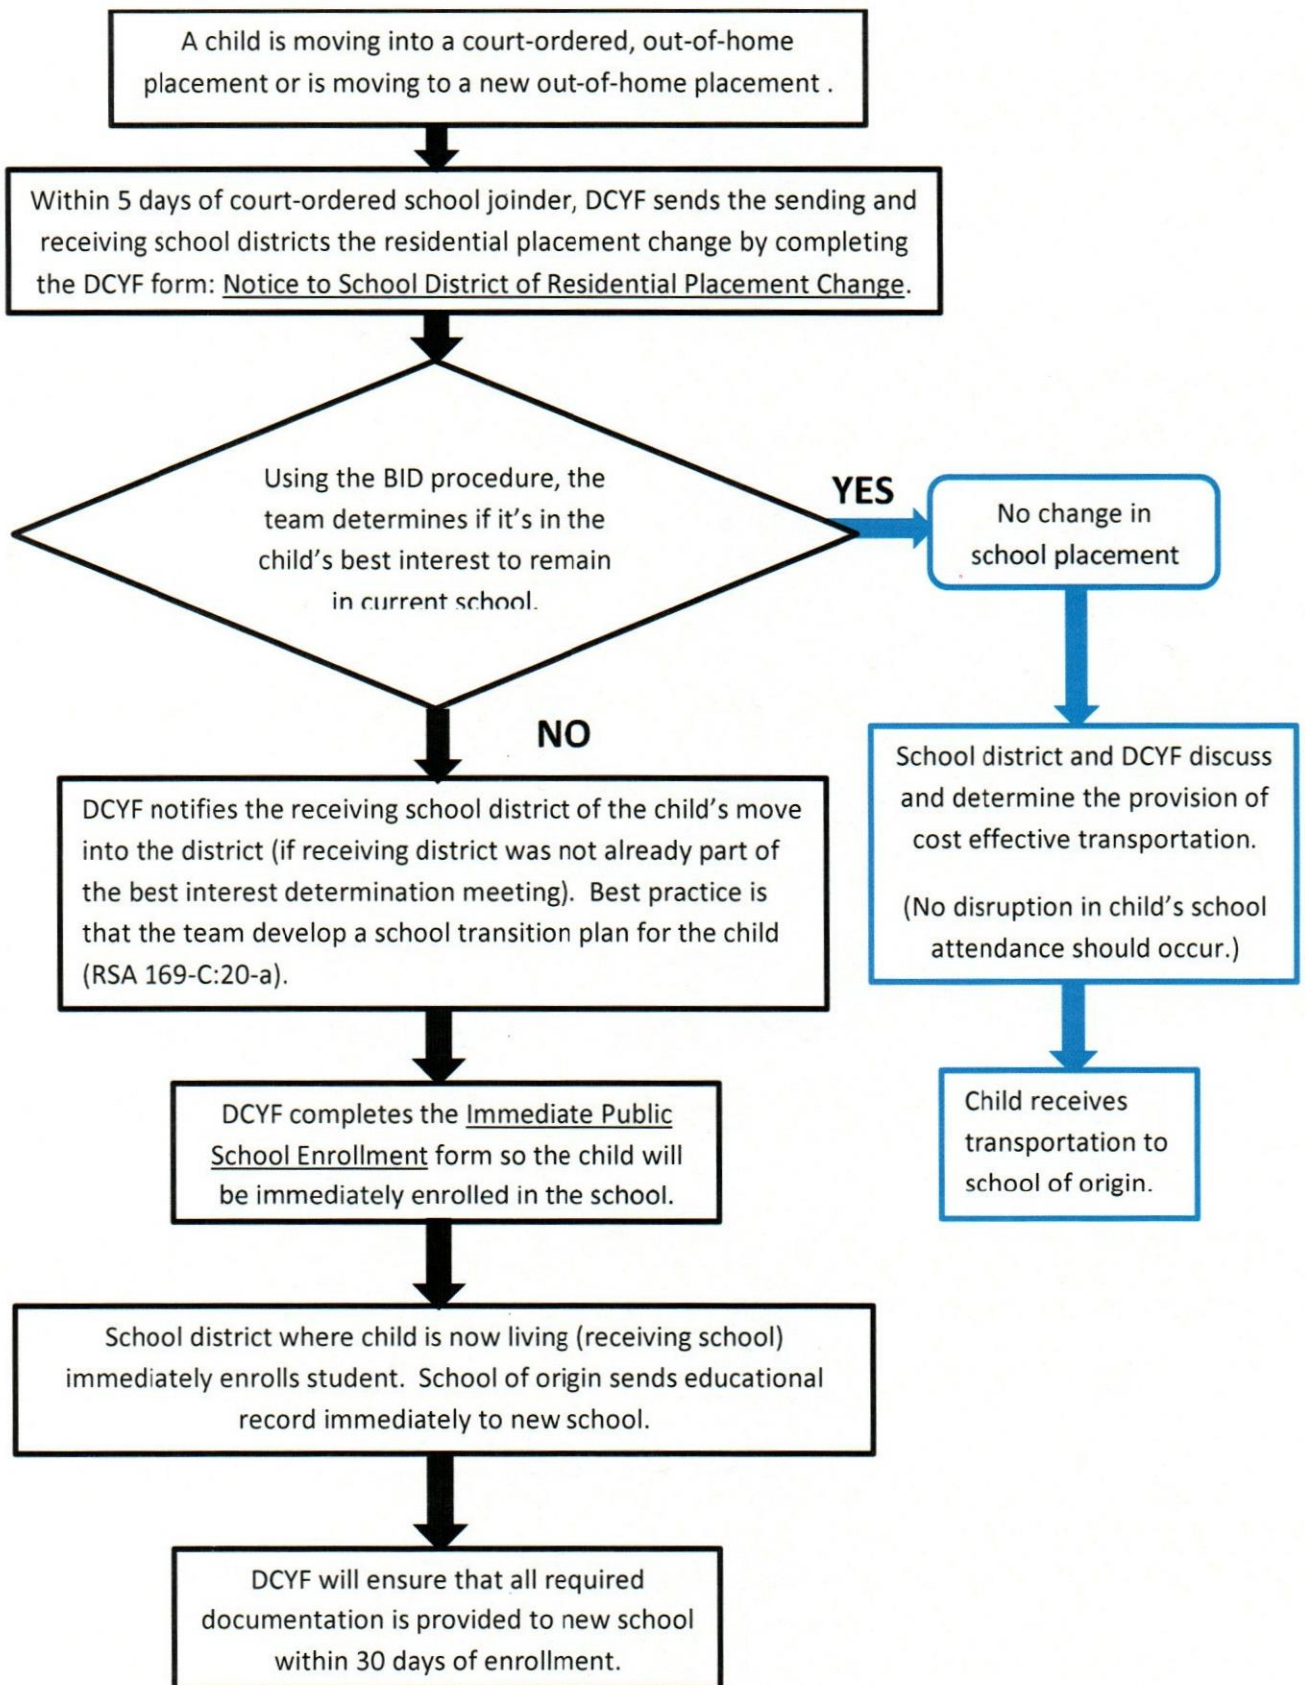 A child is moving into a court-ordered, out-of-home
placement or is moving to a new out-of-home placement .
Within 5 days of court-ordered school joinder, DCYF sends the sending and
receiving school districts the residential placement change by completing
the DCYF form: Notice to School District of Residential Placement Change.
Using the BID procedure, the
team determines if it's in the
child's best interest to remain
in current school.
YES
No change in
school placement
School district and DCYF discuss
and determine the provision of
cost effective transportation.
(No disruption in child's school
attendance should occur.)
Child receives
transportation to
school of origin.
NO
DCYF notifies the receiving school district of the child's move
into the district (if receiving district was not already part of
the best interest determination meeting).  Best practice is
that the team develop a school transition plan for the child
(RSA 169-C:20-a).
DCYF completes the Immediate Public
School Enrollment form so the child will
be immediately enrolled in the school.
School district where child is now living (receiving school)
immediately enrolls student.  School of origin sends educational
record immediately to new school.
DCYF will ensure that all required
documentation is provided to new school
within 30 days of enrollment.